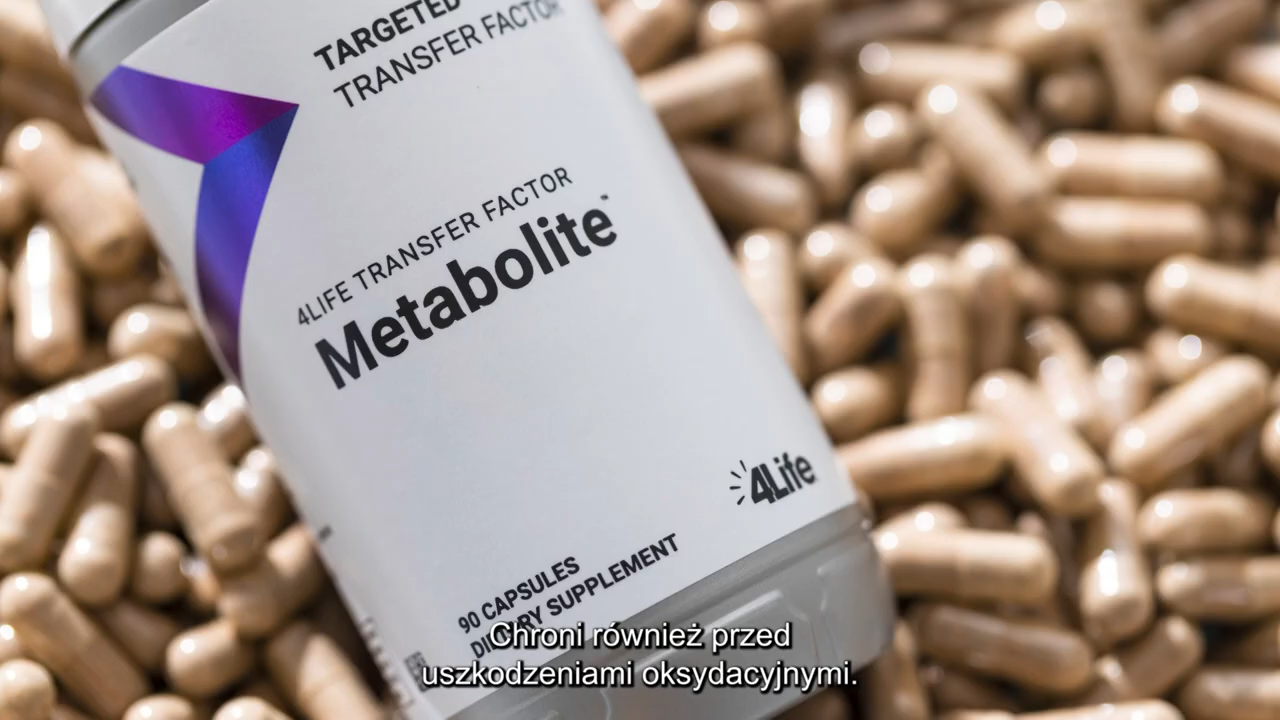 TARGETED
TRANSFER FACTOR
4LIFE TRANSFER FACTOR
Metabolite™
4Life
90 CAPSULES
DIETARY SUPPLEMENT
Chroni również przed
uszkodzeniami oksydacyjnymi.